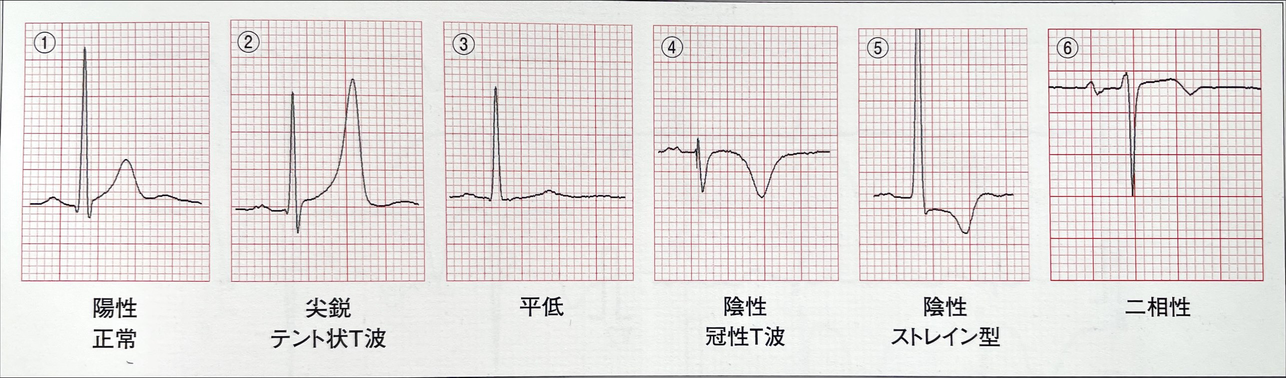 ①
②
③
④
⑤
⑥
陽性
正常
尖鋭
テント状T波
平低
陰性
冠性T波
陰性
ストレイン型
二相性